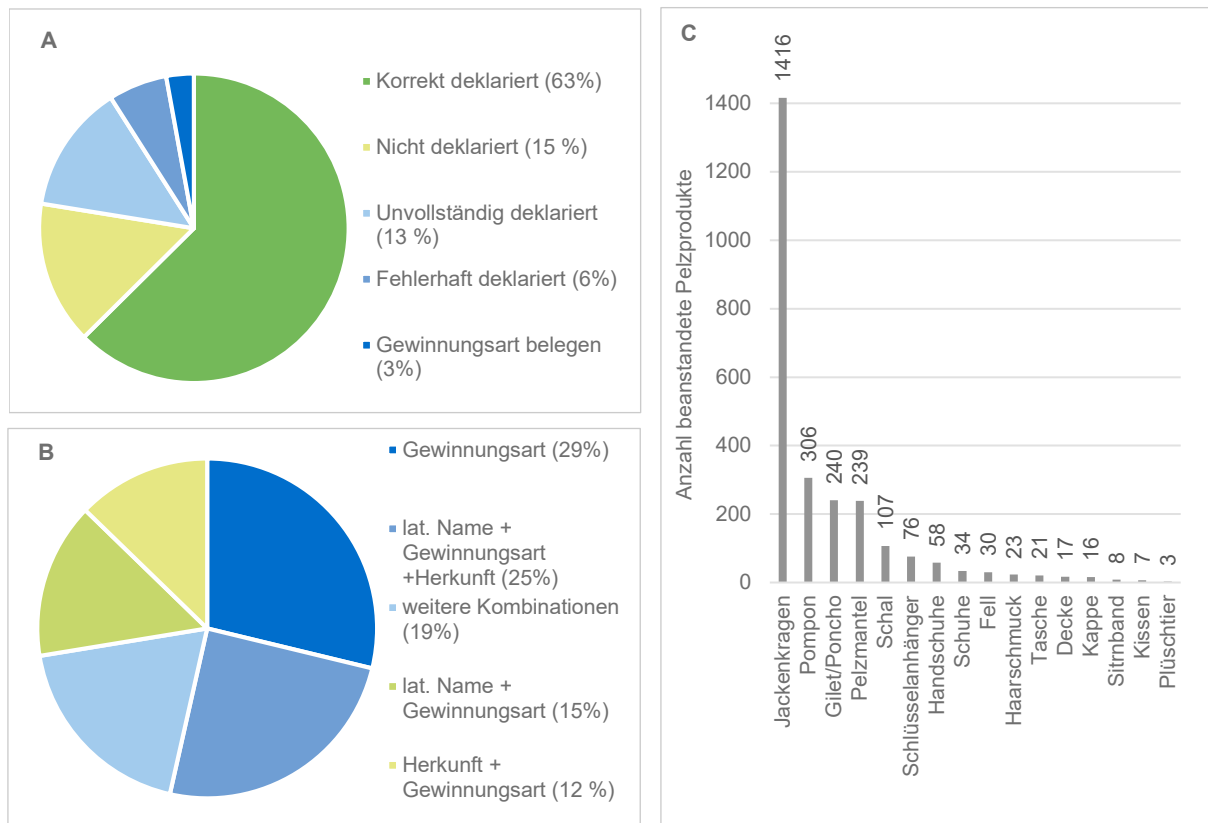 A
Korrekt deklariert (63%)
Nicht deklariert (15 %)
Unvollständig deklariert
(13 %)
Fehlerhaft deklariert (6%)
Gewinnungsart belegen
(3%)
B
Gewinnungsart (29%)
lat. Name +
Gewinnungsart
+Herkunft (25%)
weitere Kombinationen
(19%)
lat. Name +
Gewinnungsart (15%)
Herkunft +
Gewinnungsart (12 %)
C
Anzahl beanstandete Pelzprodukte
1400
1200
1000
800
600
400
200
0
1416
306
240
239
107
76
58
34
30
23
21
17
16
8
7
3
Jackenkragen
Pompon
Gilet/Poncho
Pelzmantel
Schal
Schlüsselanhänger
Handschuhe
Schuhe
Fell
Haarschmuck
Tasche
Decke
Kappe
Sitrnband
Kissen
Plüschtier